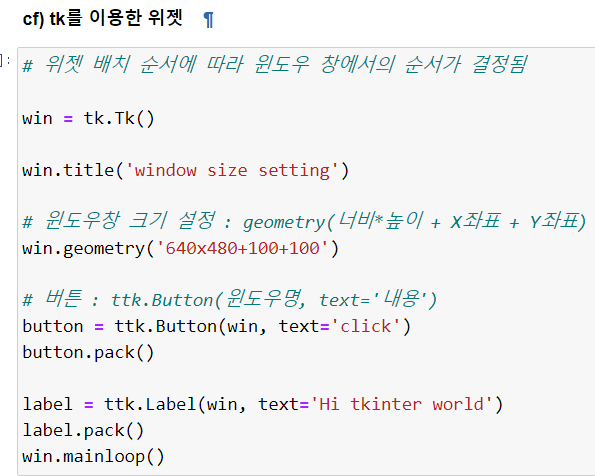 cf) tk를 이용한 위젯 ¶
]:
# 위젯 배치 순서에 따라 윈도우 창에서의 순서가 결정됨
win = tk.Tk()
win.title('window size setting')
# 윈도우창 크기 설정 : geometry(너비*높이 + X좌표 + Y좌표)
win.geometry('640x480+100+100')
# 버튼 : ttk.Button(윈도우명, text='내용')
button = ttk.Button(win, text='click')
button.pack()
label = ttk.Label(win, text='Hi tkinter world')
label.pack()
win.mainloop()